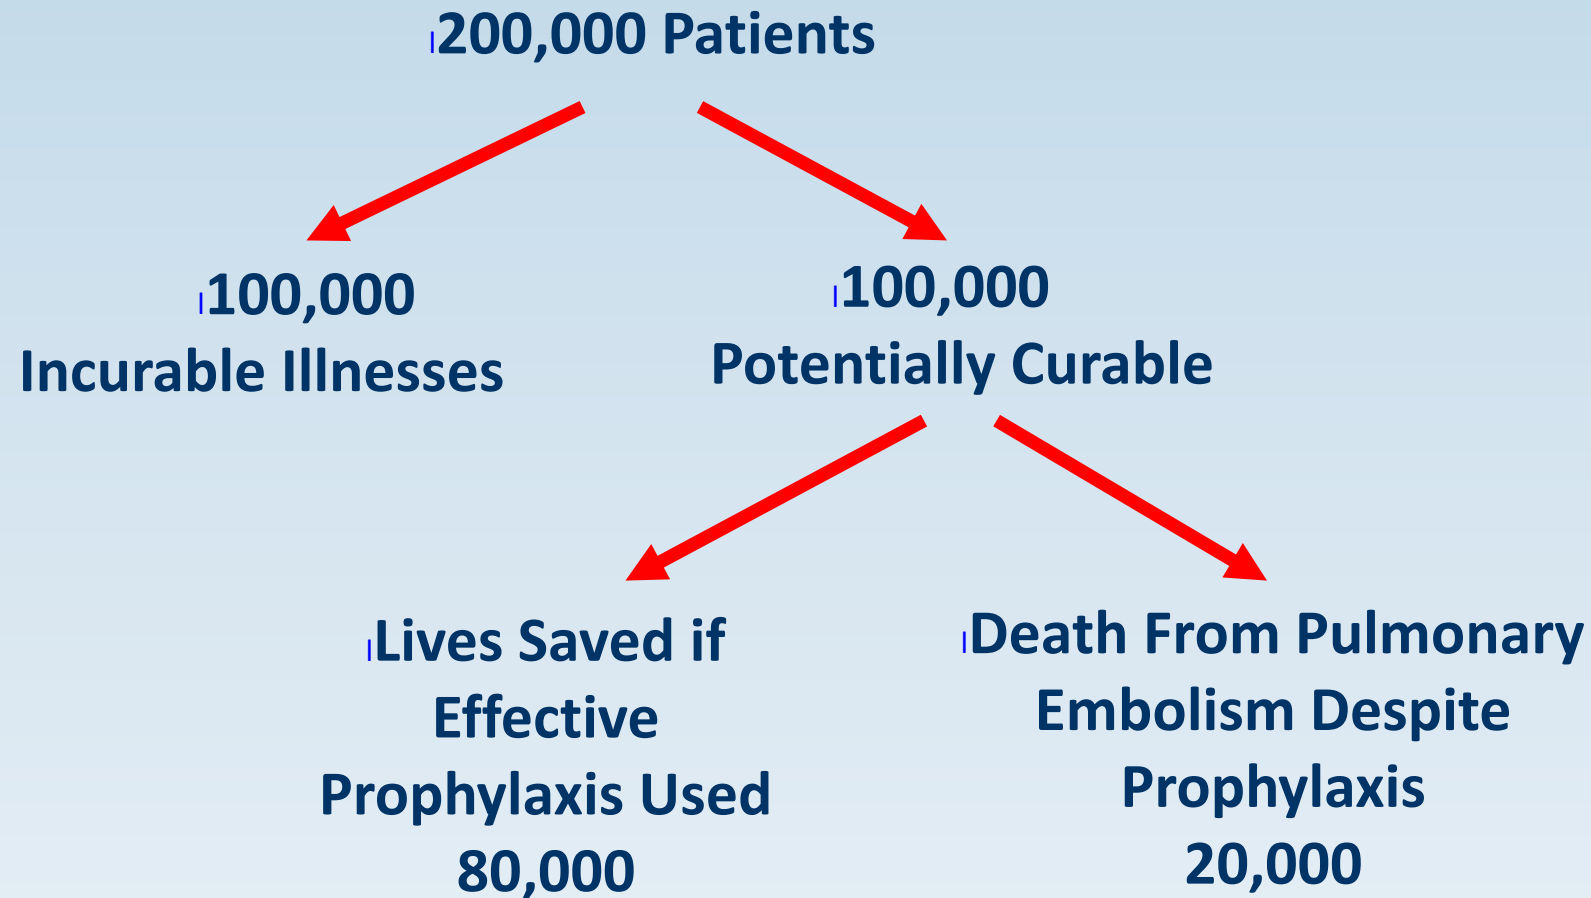 200,000 Patients
100,000
Incurable Illnesses
100,000
Potentially Curable
Lives Saved if
Effective
Prophylaxis Used
80,000
Death From Pulmonary
Embolism Despite
Prophylaxis
20,000